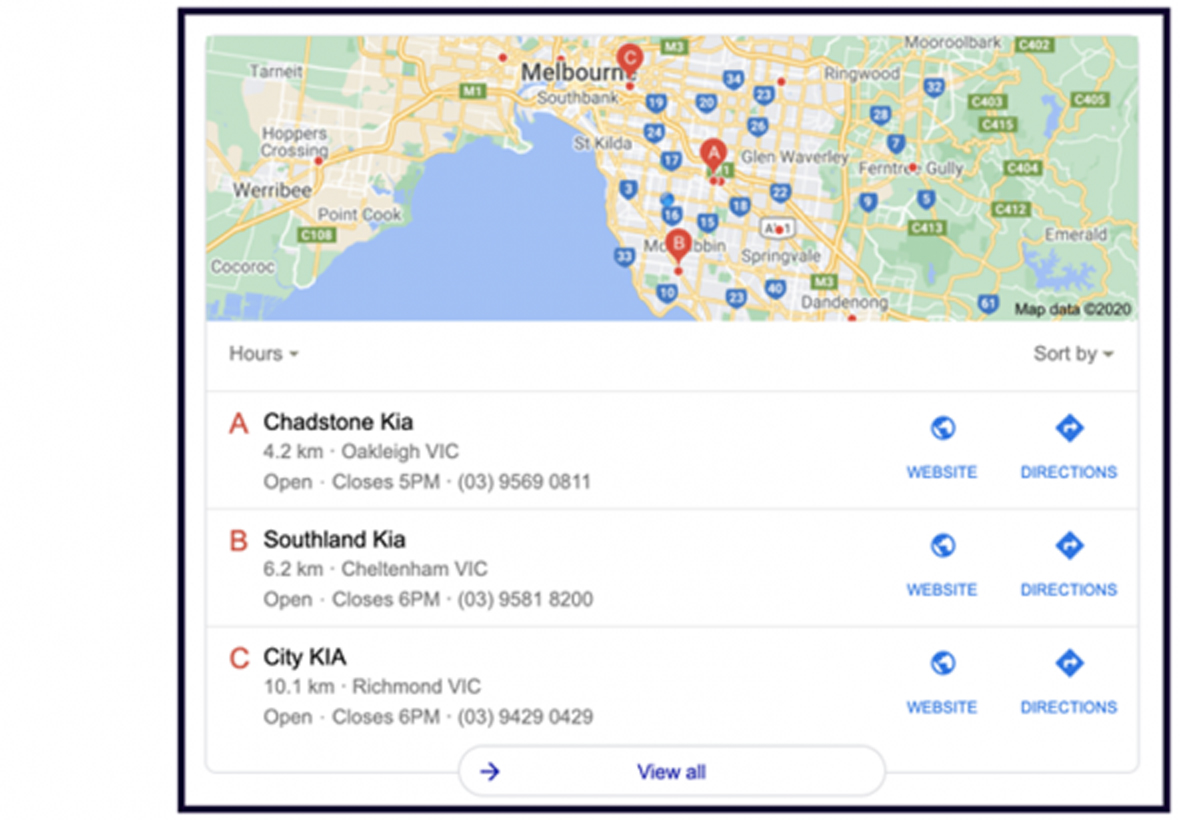 Tarneit
Melbourne
C
M3
Mooroolbark
C402
M1
Southbank
34
23
Ringwood
32
C403
C405
19
20
28
C415
Hoppers
Crossing
St Kilda
24
26
7
17
A
Glen Waverley
Ferntree Gully
C404
Werribee
3
22
9
5
C412
Point Cook
16
15
18
C108
C413
Emerald
B
Springvale
Cocoroc
33
10
23
40
M3
Dandenong
61
Map data ©2020
Hours
Sort by
A Chadstone Kia
4.2 km · Oakleigh VIC
Open · Closes 5PM · (03) 9569 0811
WEBSITE DIRECTIONS
B Southland Kia
6.2 km · Cheltenham VIC
Open · Closes 6PM · (03) 9581 8200
WEBSITE DIRECTIONS
C City KIA
10.1 km · Richmond VIC
Open · Closes 6PM · (03) 9429 0429
WEBSITE DIRECTIONS
View all